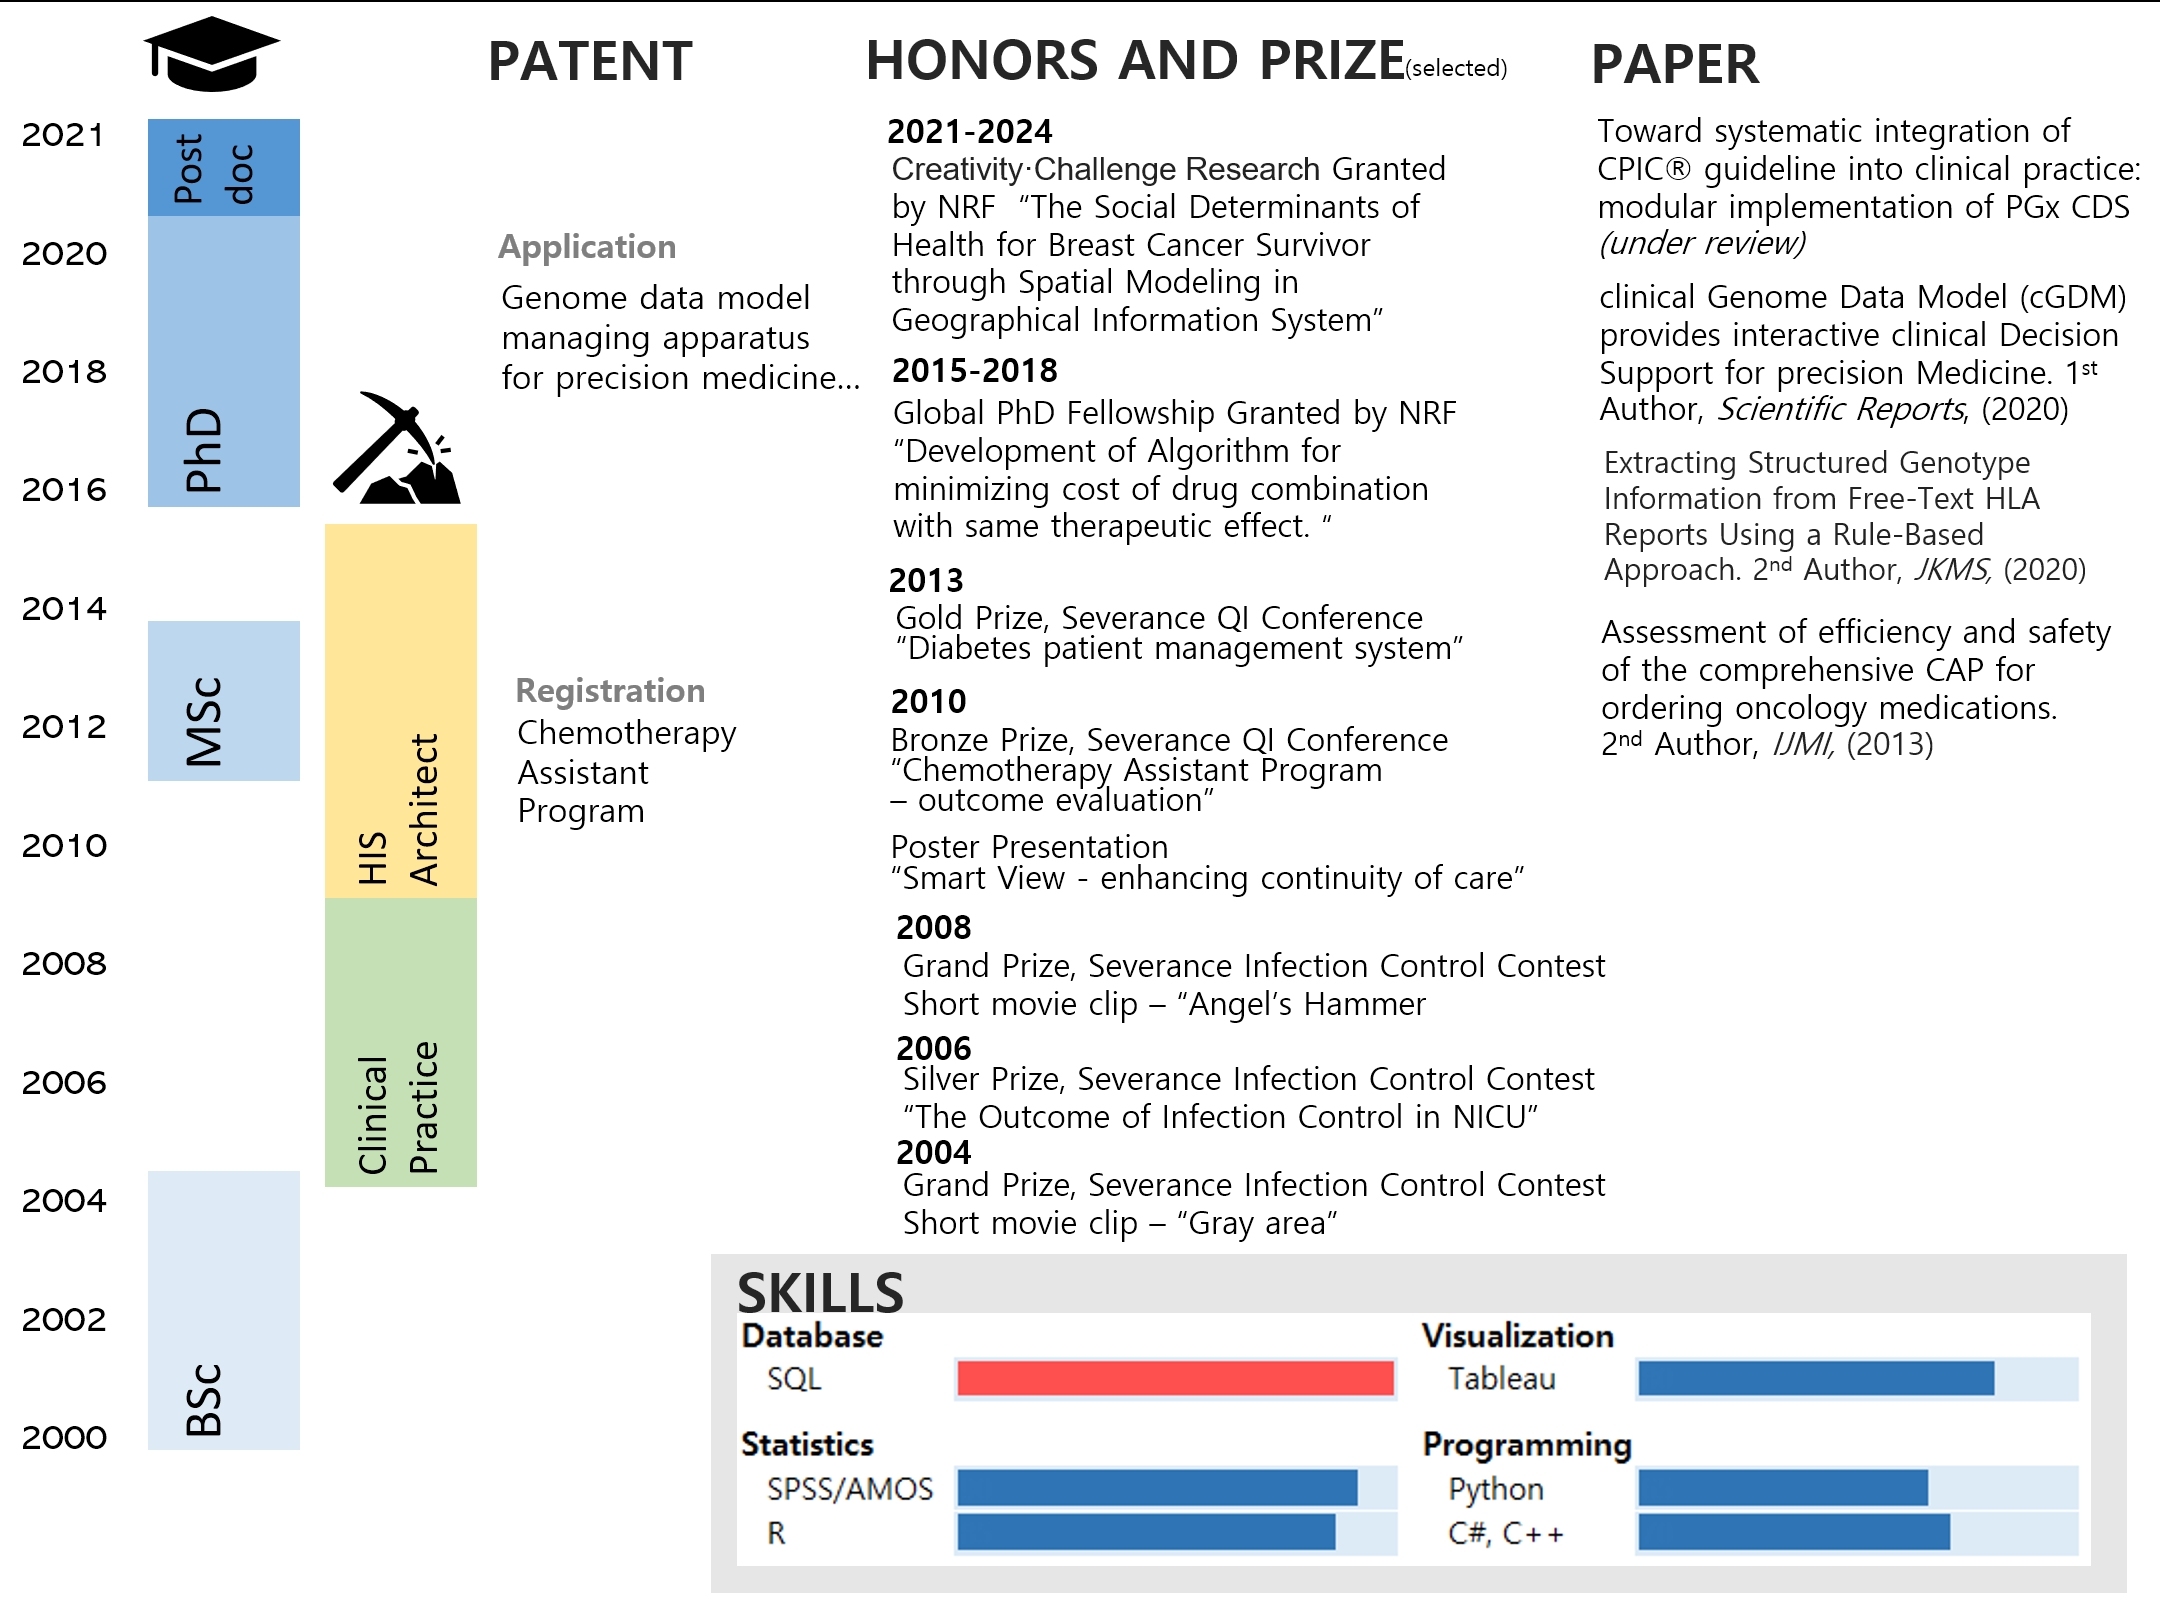 PATENT
HONORS AND PRIZE(selected)
PAPER
2021
2020
2018
2016
2014
2012
2010
2008
2006
2004
2002
2000
Post
doc
PhD
MSc
BSc
HIS
Architect
Clinical
Practice
Application
Genome data model
managing apparatus
for precision medicine...
Registration
Chemotherapy
Assistant
Program
2021-2024
Creativity·Challenge Research Granted
by NRF “The Social Determinants of
Health for Breast Cancer Survivor
through Spatial Modeling in
Geographical Information System”
2015-2018
Global PhD Fellowship Granted by NRF
“Development of Algorithm for
minimizing cost of drug combination
with same therapeutic effect. “
2013
Gold Prize, Severance QI Conference
“Diabetes patient management system”
2010
Bronze Prize, Severance QI Conference
“Chemotherapy Assistant Program
– outcome evaluation”
Poster Presentation
“Smart View - enhancing continuity of care”
2008
Grand Prize, Severance Infection Control Contest
Short movie clip – “Angel’s Hammer
2006
Silver Prize, Severance Infection Control Contest
“The Outcome of Infection Control in NICU”
2004
Grand Prize, Severance Infection Control Contest
Short movie clip – “Gray area”
Toward systematic integration of
CPIC® guideline into clinical practice:
modular implementation of PGx CDS
(under review)
clinical Genome Data Model (cGDM)
provides interactive clinical Decision
Support for precision Medicine. 1st
Author, Scientific Reports, (2020)
Extracting Structured Genotype
Information from Free-Text HLA
Reports Using a Rule-Based
Approach. 2nd Author, JKMS, (2020)
Assessment of efficiency and safety
of the comprehensive CAP for
ordering oncology medications.
2nd Author, IJMI, (2013)
SKILLS
Database
SQL
Statistics
SPSS/AMOS
R
Visualization
Tableau
Programming
Python
C#, C++